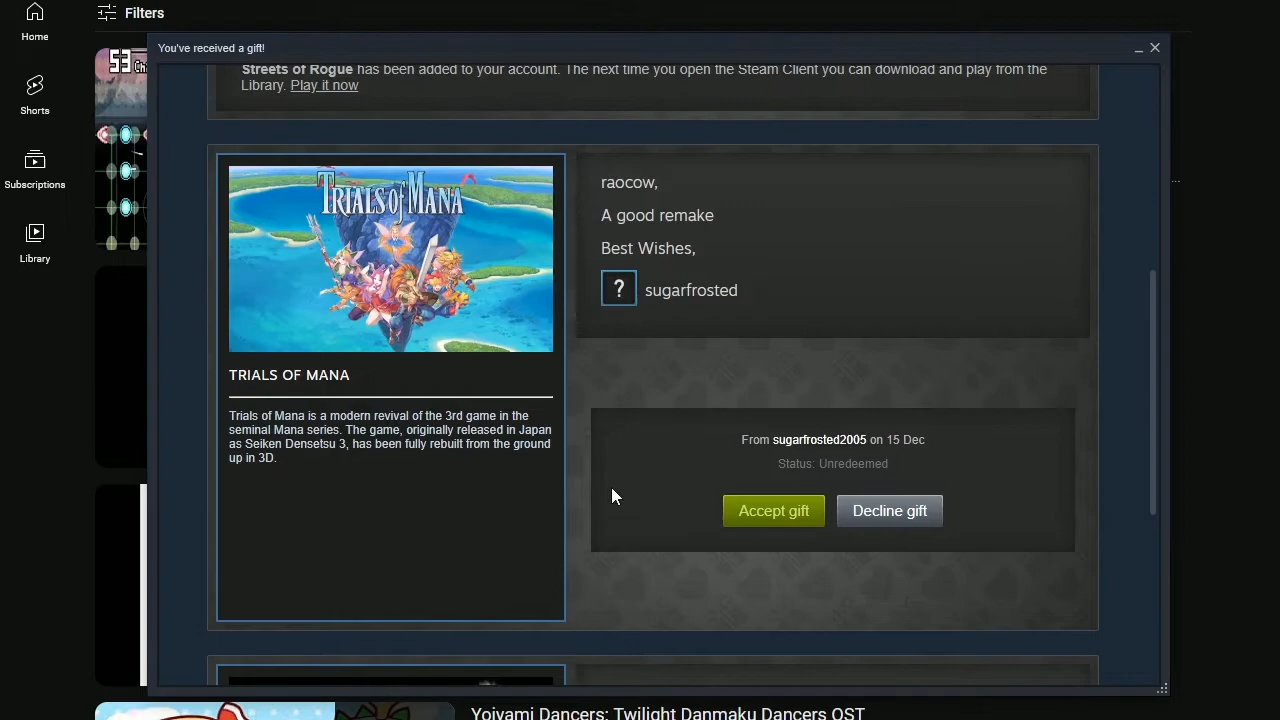 Filters
Home
Shorts
Subscriptions
Library
53
You've received a gift!
Streets of Rogue has been added to your account. The next time you open the Steam Client you can download and play from the
Library. Play it now
TRIALS of MANA
TRIALS OF MANA
Trials of Mana is a modern revival of the 3rd game in the
seminal Mana series. The game, originally released in Japan
as Seiken Densetsu 3, has been fully rebuilt from the ground
up in 3D.
raocow,
A good remake
Best Wishes,
? sugarfrosted
From sugarfrosted2005 on 15 Dec
Status: Unredeemed
Accept gift
Decline gift
Yoiyami Dancers: Twilight Danmaku Dancers OST